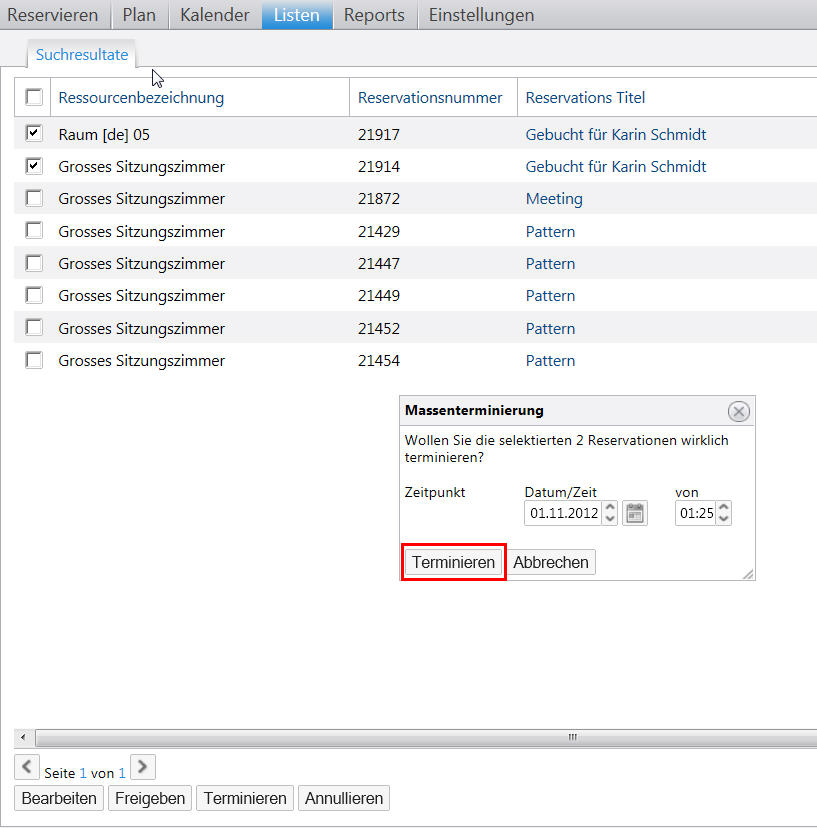 Reservieren Plan Kalender Listen Reports Einstellungen
Suchresultate
Ressourcenbezeichnung Reservationsnummer Reservations Titel
Raum [de] 05 21917 Gebucht für Karin Schmidt
Grosses Sitzungszimmer 21914 Gebucht für Karin Schmidt
Grosses Sitzungszimmer 21872 Meeting
Grosses Sitzungszimmer 21429 Pattern
Grosses Sitzungszimmer 21447 Pattern
Grosses Sitzungszimmer 21449 Pattern
Grosses Sitzungszimmer 21452 Pattern
Grosses Sitzungszimmer 21454 Pattern
Massenterminierung
Wollen Sie die selektierten 2 Reservationen wirklich
terminieren?
Zeitpunkt Datum/Zeit von
01.11.2012 01:25
Terminieren Abbrechen
Seite 1 von 1
Bearbeiten Freigeben Terminieren Annullieren